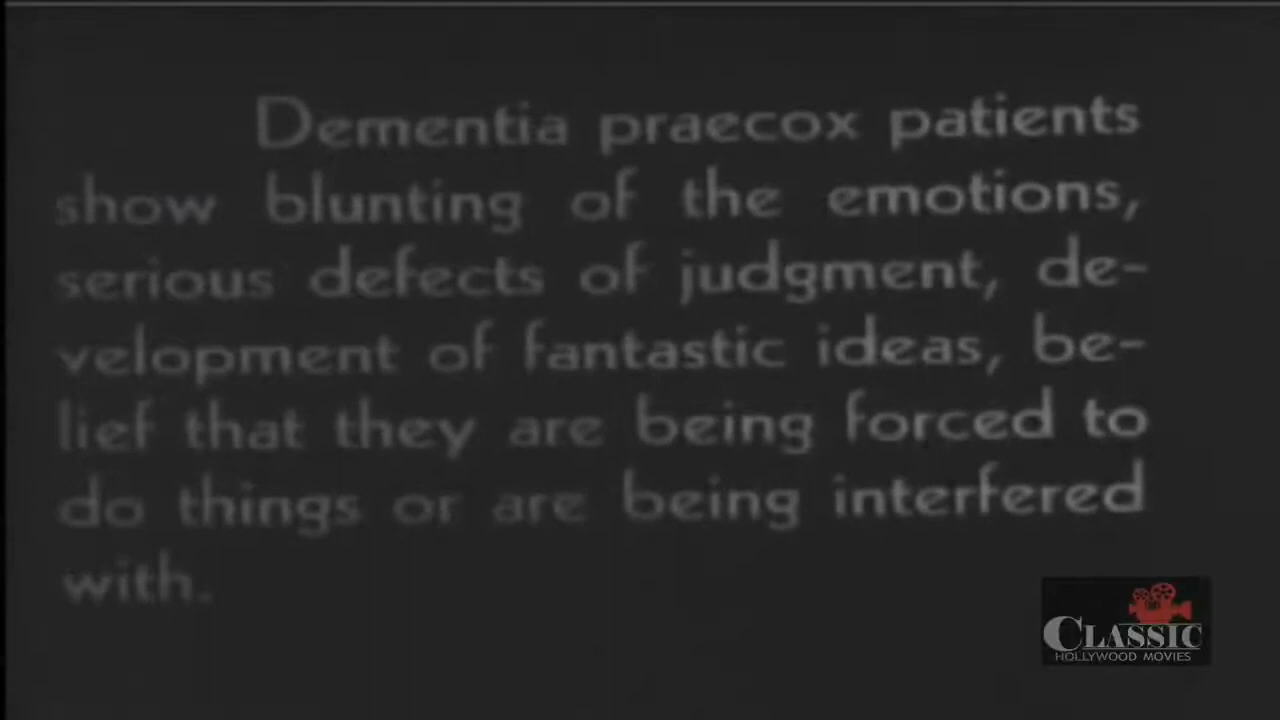 Dementia praecox patients
show blunting of the emotions,
serious defects of judgment, de-
velopment of fantastic ideas, be-
lief that they are being forced to
do things or are being interfered
with.
CLASSIC
HOLLYWOOD MOVIES